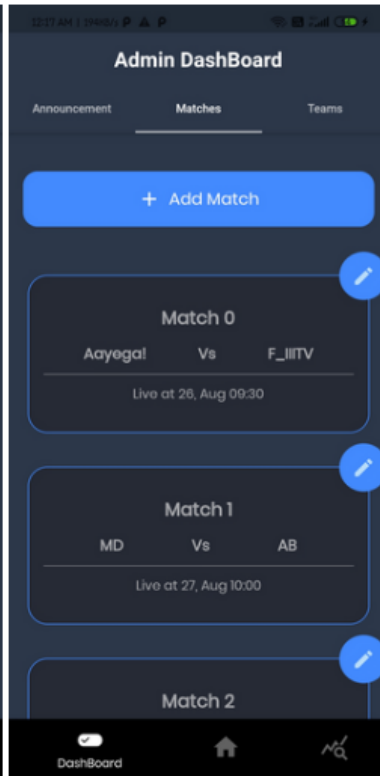 Admin DashBoard
Announcement Matches Teams
+ Add Match
Match 0
Aayega! Vs F_IIITV
Live at 26, Aug 09:30
Match 1
MD Vs AB
Live at 27, Aug 10:00
Match 2
DashBoard